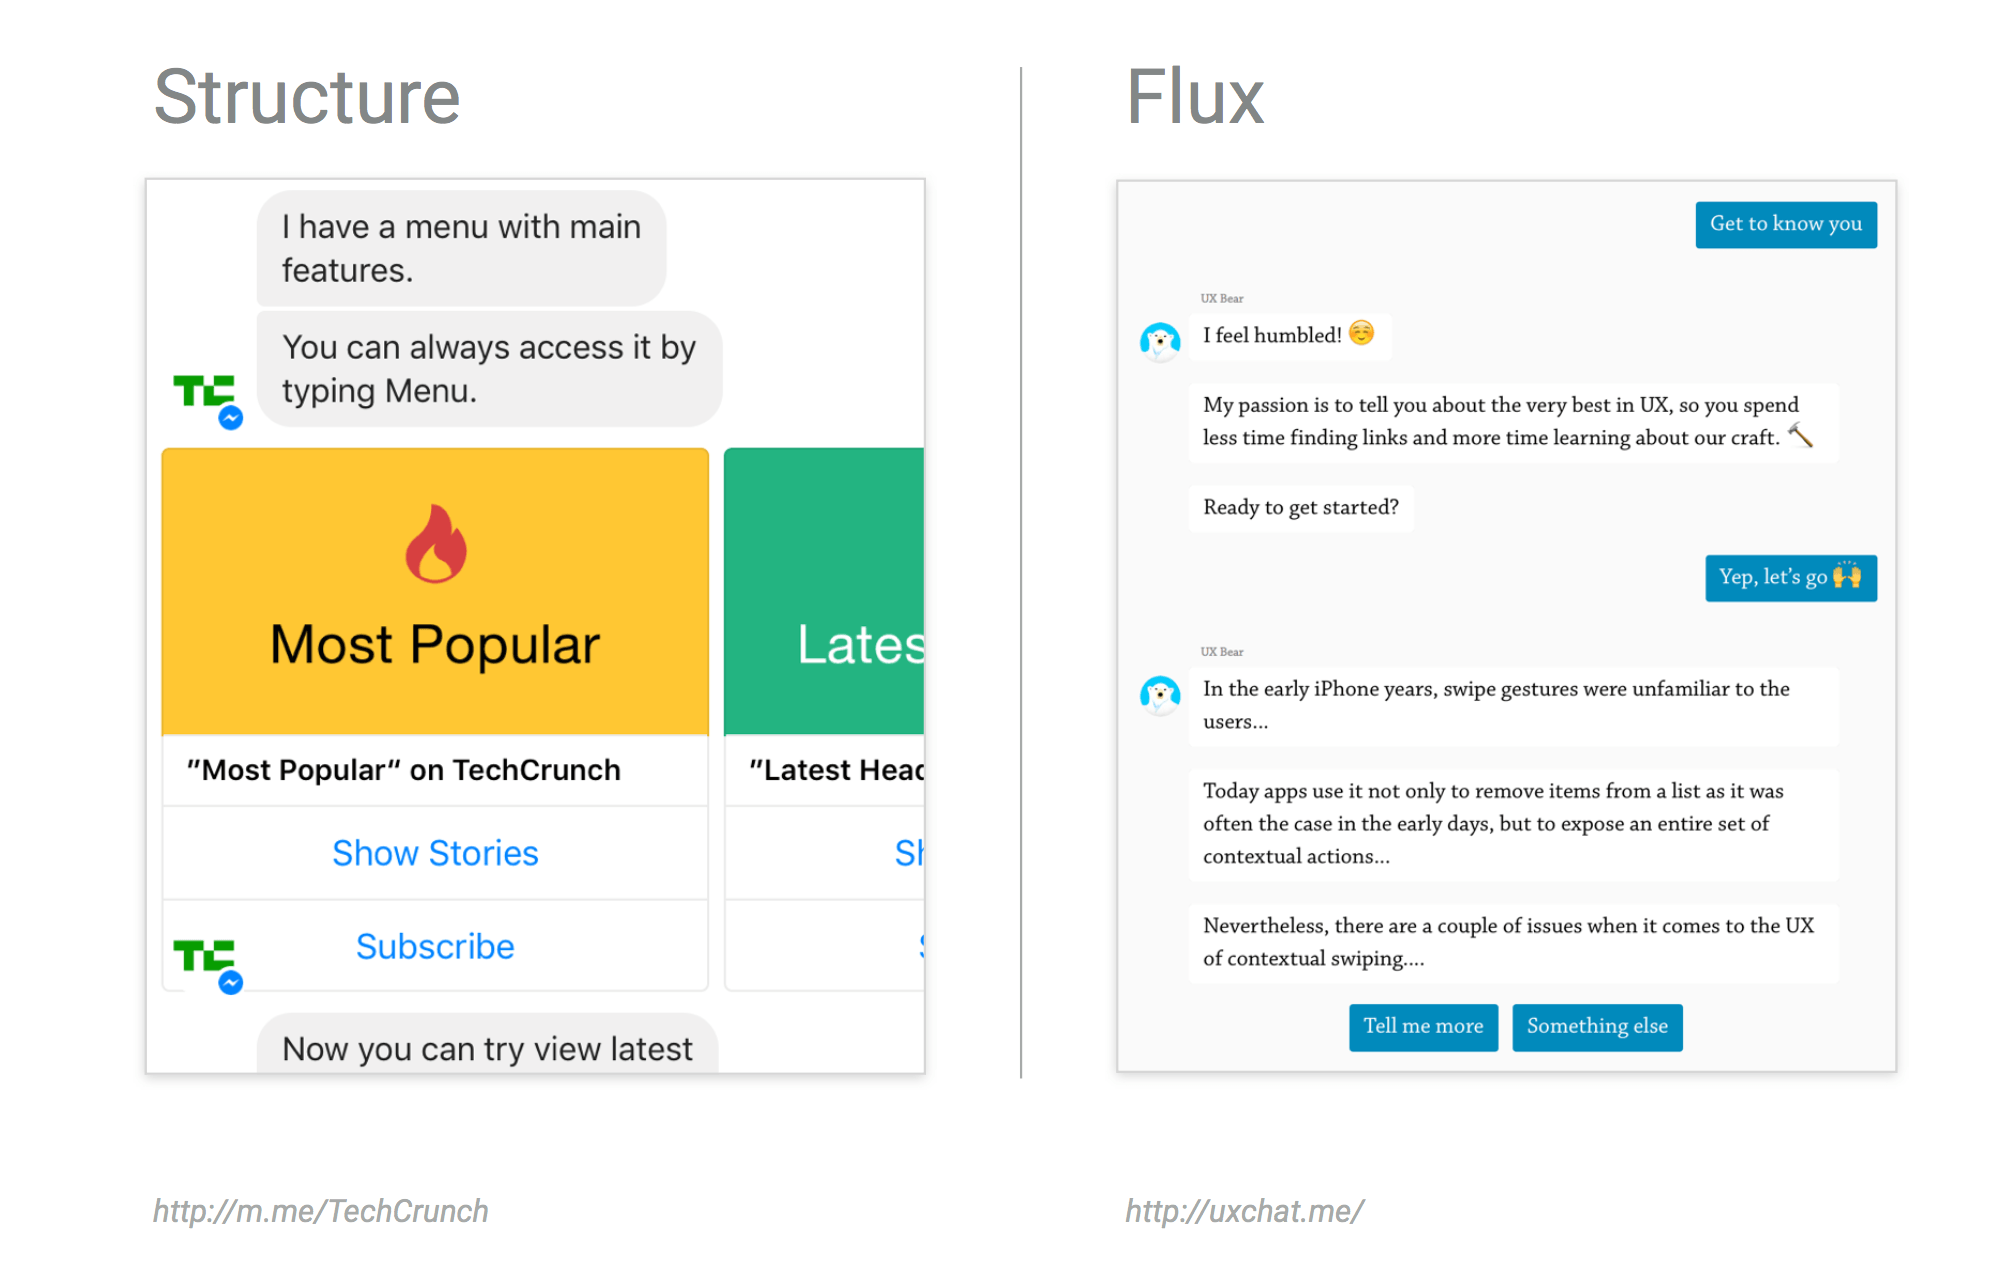 Structure
I have a menu with main
features.
You can always access it by
typing Menu.
TC
Most Popular
Lates
"Most Popular“ on TechCrunch
"Latest Head
Show Stories
Sh
TC
Subscribe
S
Now you can try view latest
http://m.me/TechCrunch
Flux
Get to know you
UX Bear
I feel humbled! ☺️
My passion is to tell you about the very best in UX, so you spend
less time finding links and more time learning about our craft. 🔨
Ready to get started?
Yep, let’s go 🙌
UX Bear
In the early iPhone years, swipe gestures were unfamiliar to the
users...
Today apps use it not only to remove items from a list as it was
often the case in the early days, but to expose an entire set of
contextual actions...
Nevertheless, there are a couple of issues when it comes to the UX
of contextual swiping....
Tell me more
Something else
http://uxchat.me/